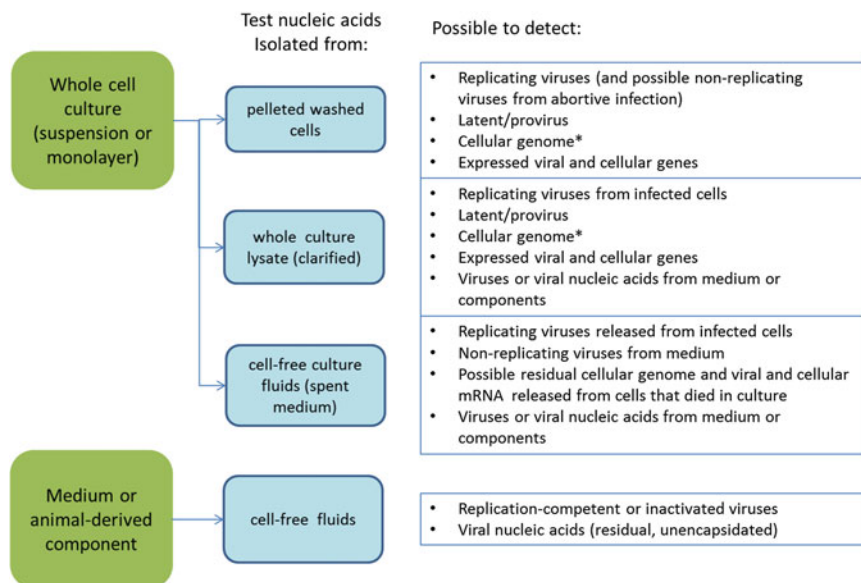 Test nucleic acids
Isolated from:
Possible to detect:
Whole cell
culture
(suspension or
monolayer)
pelleted washed
cells
• Replicating viruses (and possible non-replicating
viruses from abortive infection)
• Latent/provirus
• Cellular genome*
• Expressed viral and cellular genes
whole culture
lysate (clarified)
• Replicating viruses from infected cells
• Latent/provirus
• Cellular genome*
• Expressed viral and cellular genes
• Viruses or viral nucleic acids from medium or
components
cell-free culture
fluids (spent
medium)
• Replicating viruses released from infected cells
• Non-replicating viruses from medium
• Possible residual cellular genome and viral and cellular
mRNA released from cells that died in culture
• Viruses or viral nucleic acids from medium or
components
Medium or
animal-derived
component
cell-free fluids
• Replication-competent or inactivated viruses
• Viral nucleic acids (residual, unencapsidated)